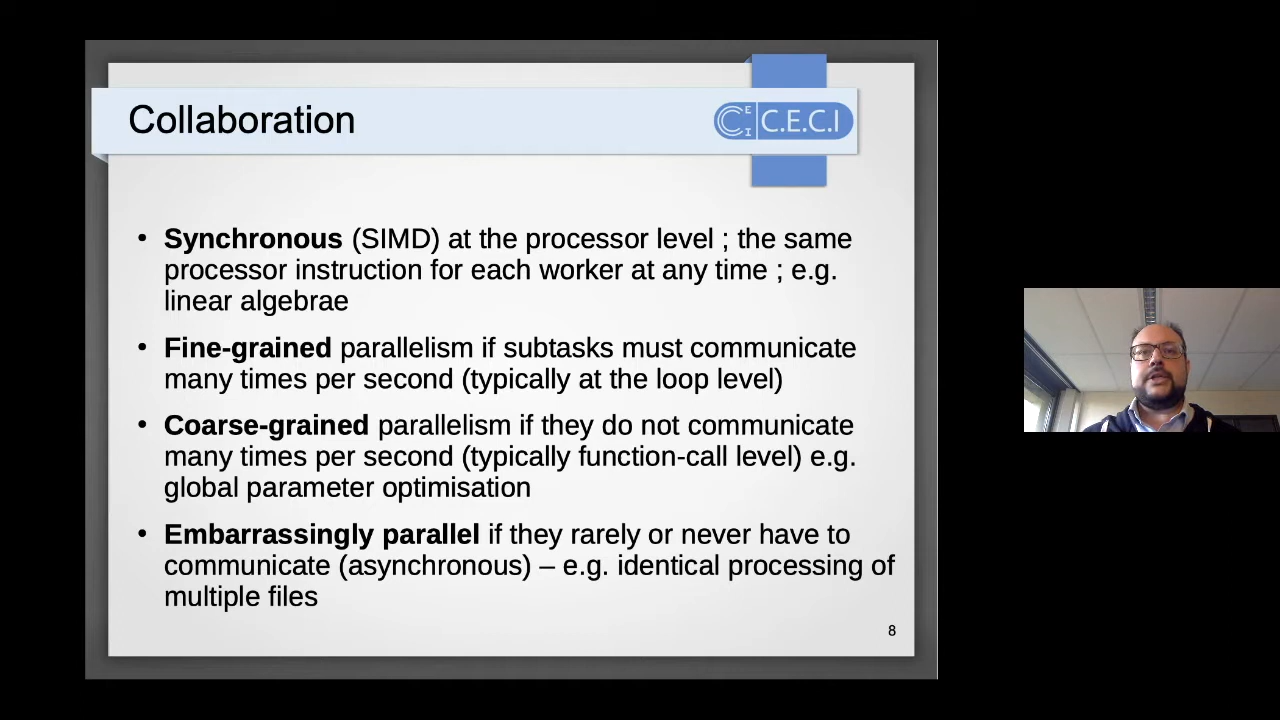 Collaboration
CEI C.E.C.I
• Synchronous (SIMD) at the processor level ; the same
processor instruction for each worker at any time ; e.g.
linear algebrae
• Fine-grained parallelism if subtasks must communicate
many times per second (typically at the loop level)
• Coarse-grained parallelism if they do not communicate
many times per second (typically function-call level) e.g.
global parameter optimisation
• Embarrassingly parallel if they rarely or never have to
communicate (asynchronous) – e.g. identical processing of
multiple files
8